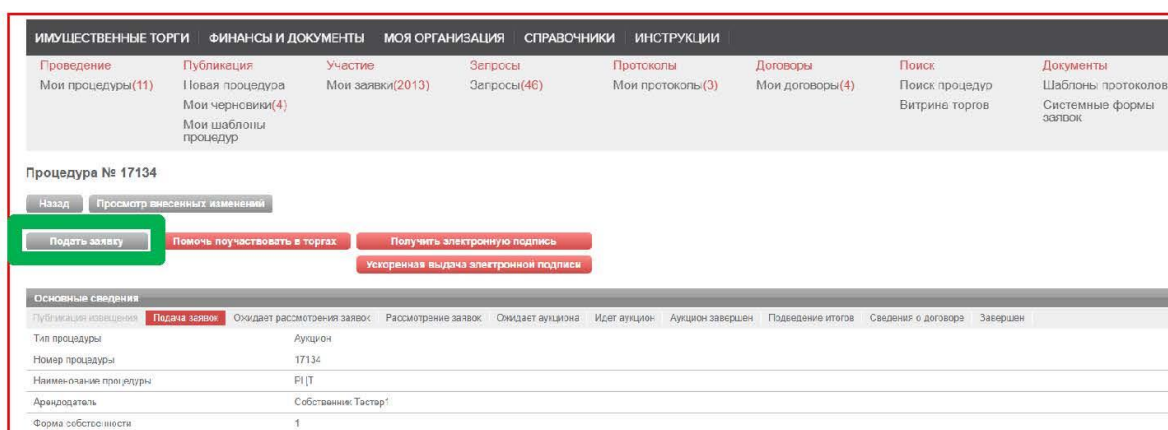 ИМУЩЕСТВЕННЫЕ ТОРГИ ФИНАНСЫ И ДОКУМЕНТЫ МОЯ ОРГАНИЗАЦИЯ СПРАВОЧНИКИ ИНСТРУКЦИИ
Проведение Публикация Участие Запросы Протоколы Договоры Поиск Документы
Мои процедуры(11) Новая процедура Мои заявки(2013) Запросы(46) Мои протоколы(3) Мои договоры(4) Поиск процедур Шаблоны протоколов
Мои черновики(4) Витрина торгов Системные формы
Мои шаблоны заявок
процедур
Процедура № 17134
Назад Просмотр внесенных изменений
Подать заявку Помочь поучаствовать в торгах Получить электронную подпись
Ускоренная выдача электронной подписи
Основные сведения
Публикация извещения Подача заявок Ожидает рассмотрения заявок Рассмотрение заявок Ожидает аукциона Идет аукцион Аукцион завершен Подведение итогов Сведения о договоре Завершен
Тип процедуры Аукцион
Номер процедуры 17134
Наименование процедуры РЦТ
Арендодатель Собственник Тестер1
Форма собственности 1